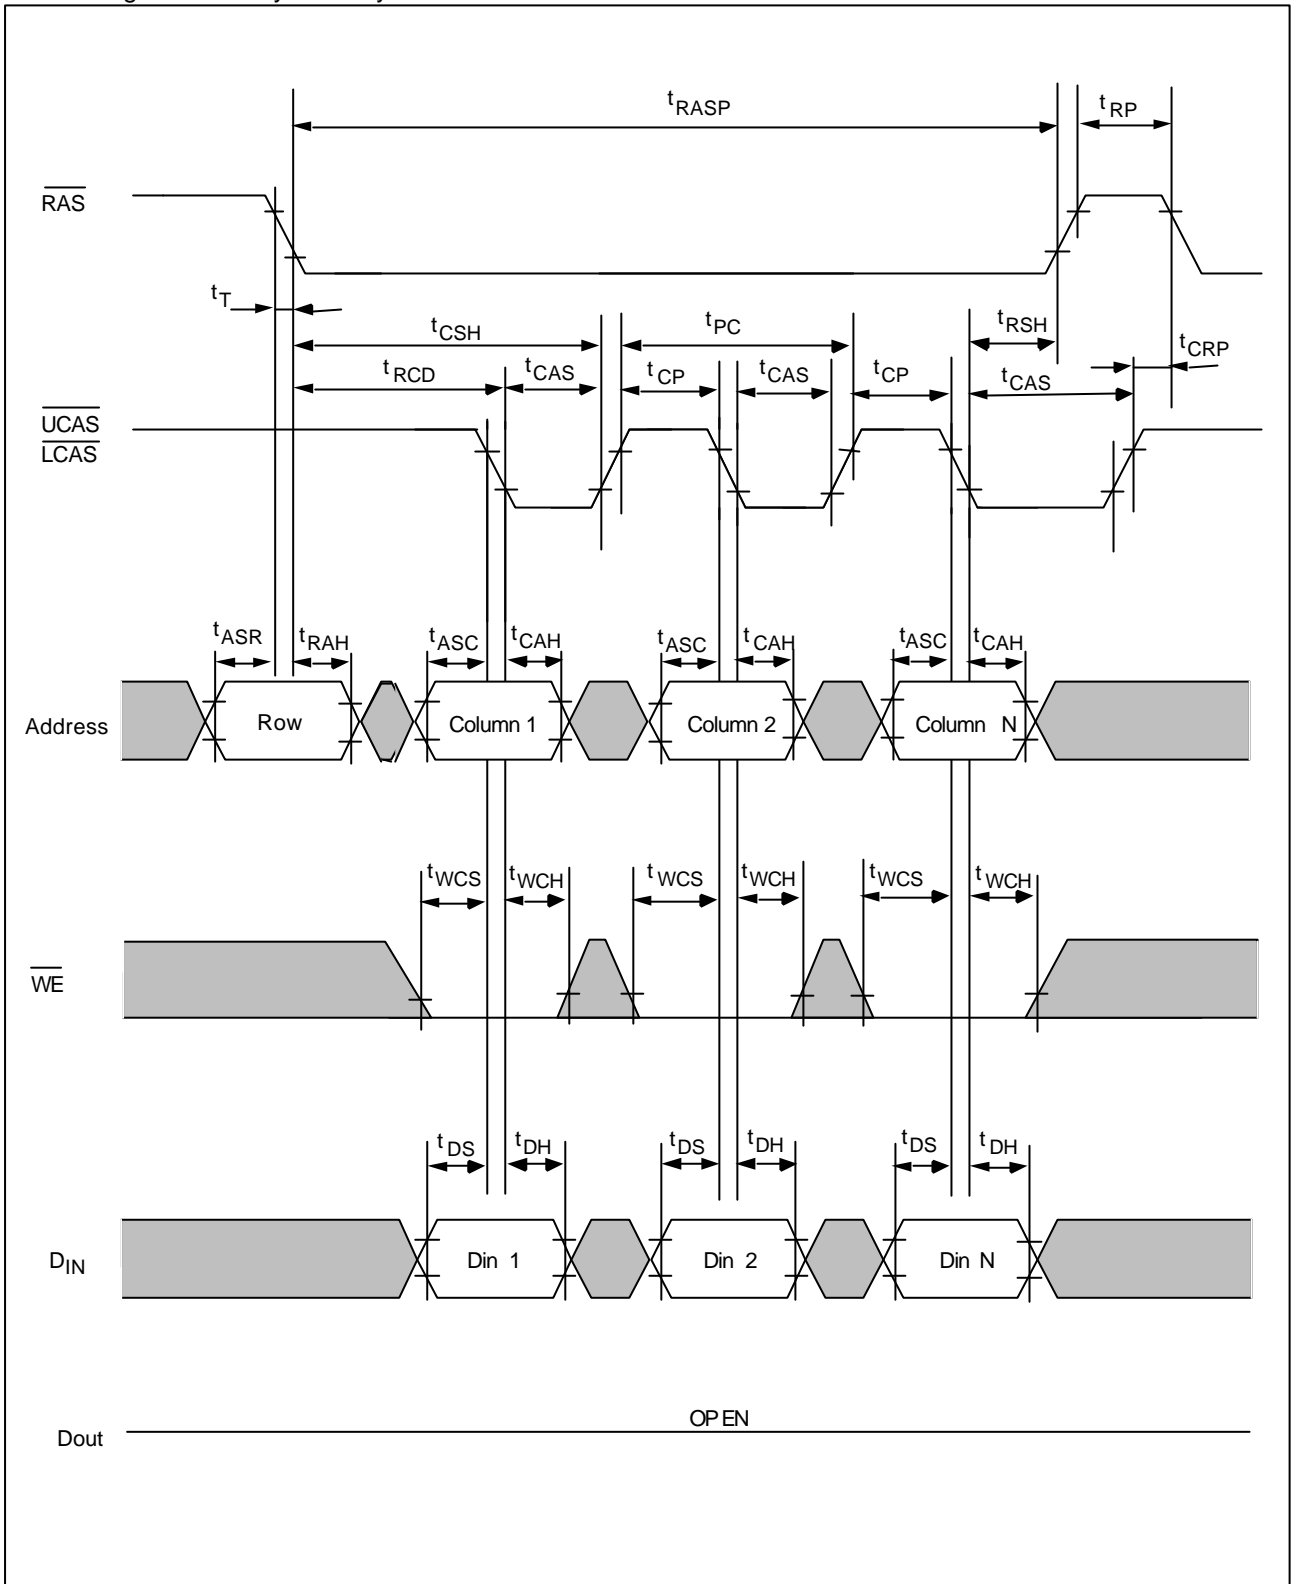 tRASP
tRP
RAS
tT
tCSH
tPC
tRSH
tCRP
tRCD
tCAS
tCP
tCAS
tCP
tCAS
UCAS
LCAS
tASR
tRAH
tASC
tCAH
tASC
tCAH
tASC
tCAH
Address
Row
Column 1
Column 2
Column N
tWCS
tWCH
tWCS
tWCH
tWCS
tWCH
WE
tDS
tDH
tDS
tDH
tDS
tDH
DIN
Din 1
Din 2
Din N
OPEN
Dout